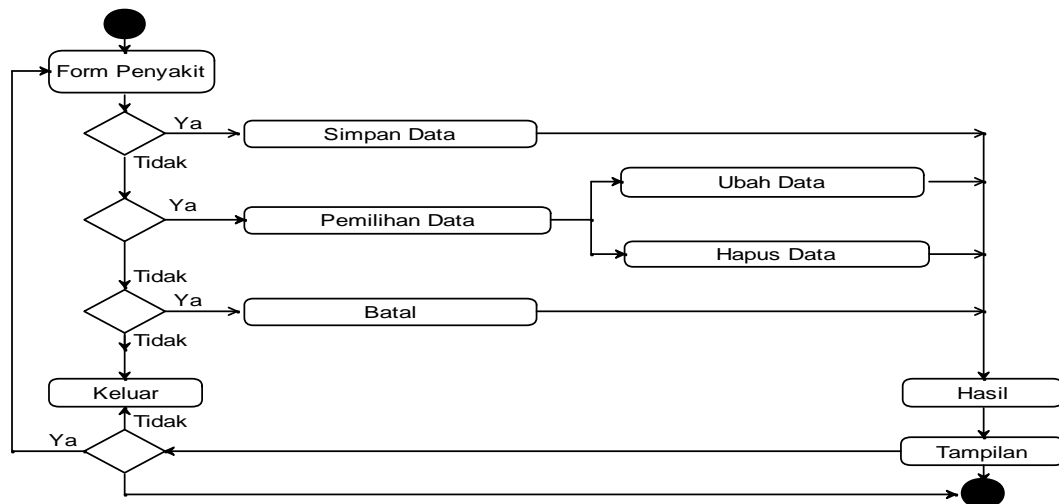 Form Penyakit
Ya
Simpan Data
Tidak
Ubah Data
Ya
Pemilihan Data
Hapus Data
Tidak
Ya
Batal
Tidak
Keluar
Hasil
Tidak
Ya
Tampilan